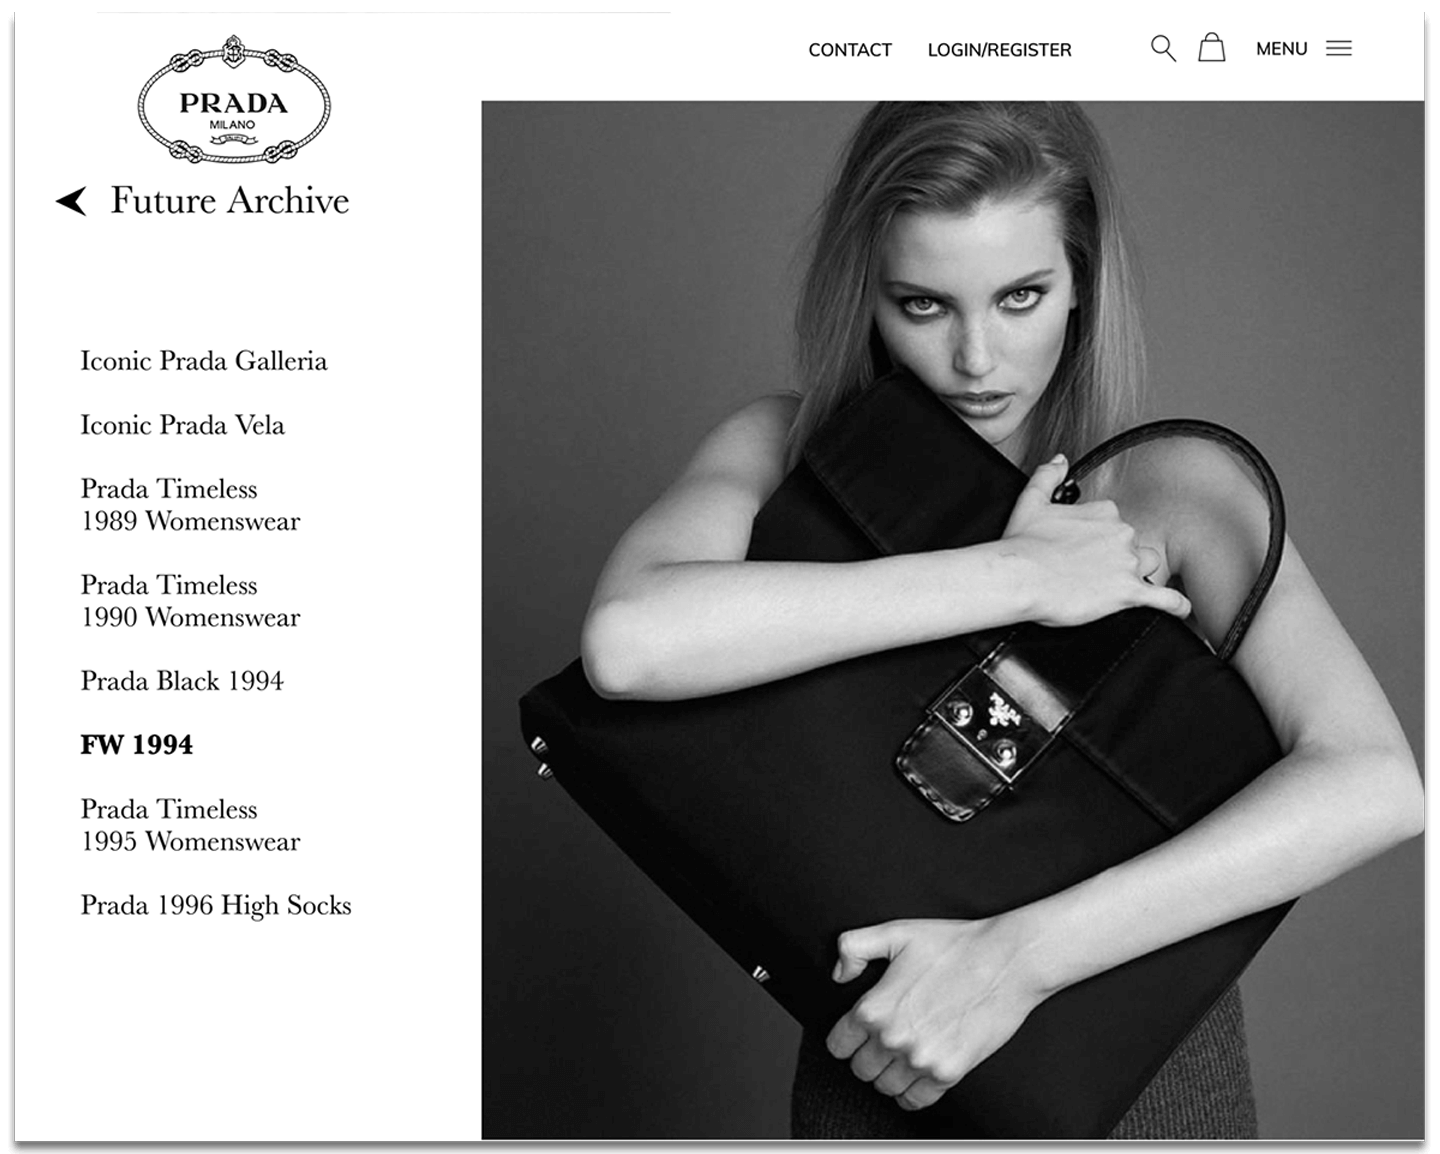 PRADA
MILANO
CONTACT
LOGIN/REGISTER
MENU
Future Archive
Iconic Prada Galleria
Iconic Prada Vela
Prada Timeless
1989 Womenswear
Prada Timeless
1990 Womenswear
Prada Black 1994
FW 1994
Prada Timeless
1995 Womenswear
Prada 1996 High Socks
PRADA